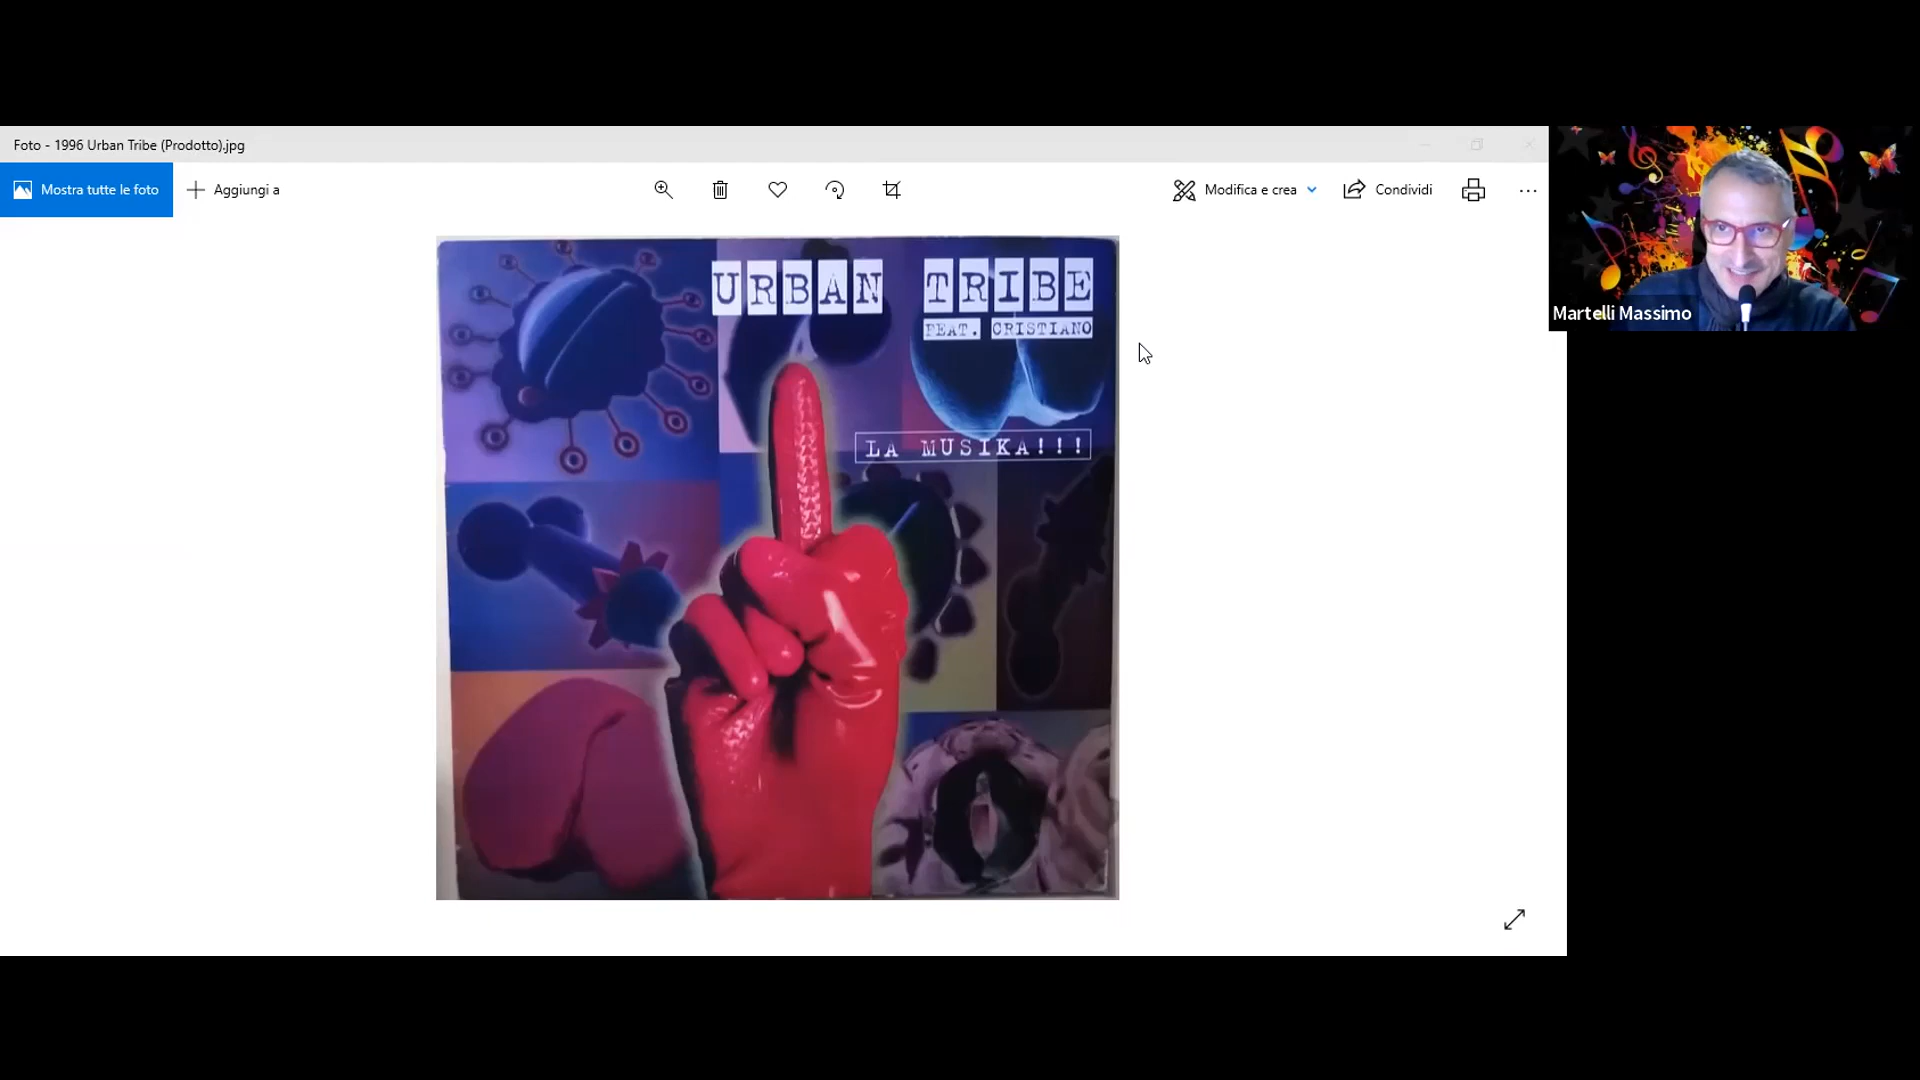 Foto - 1996 Urban Tribe (Prodotto).jpg
Mostra tutte le foto
Aggiungi a
Modifica e crea
Condividi
URBAN TRIBE
FEAT. CRISTIANO
LA MUSIKA!!!
Martelli Massimo